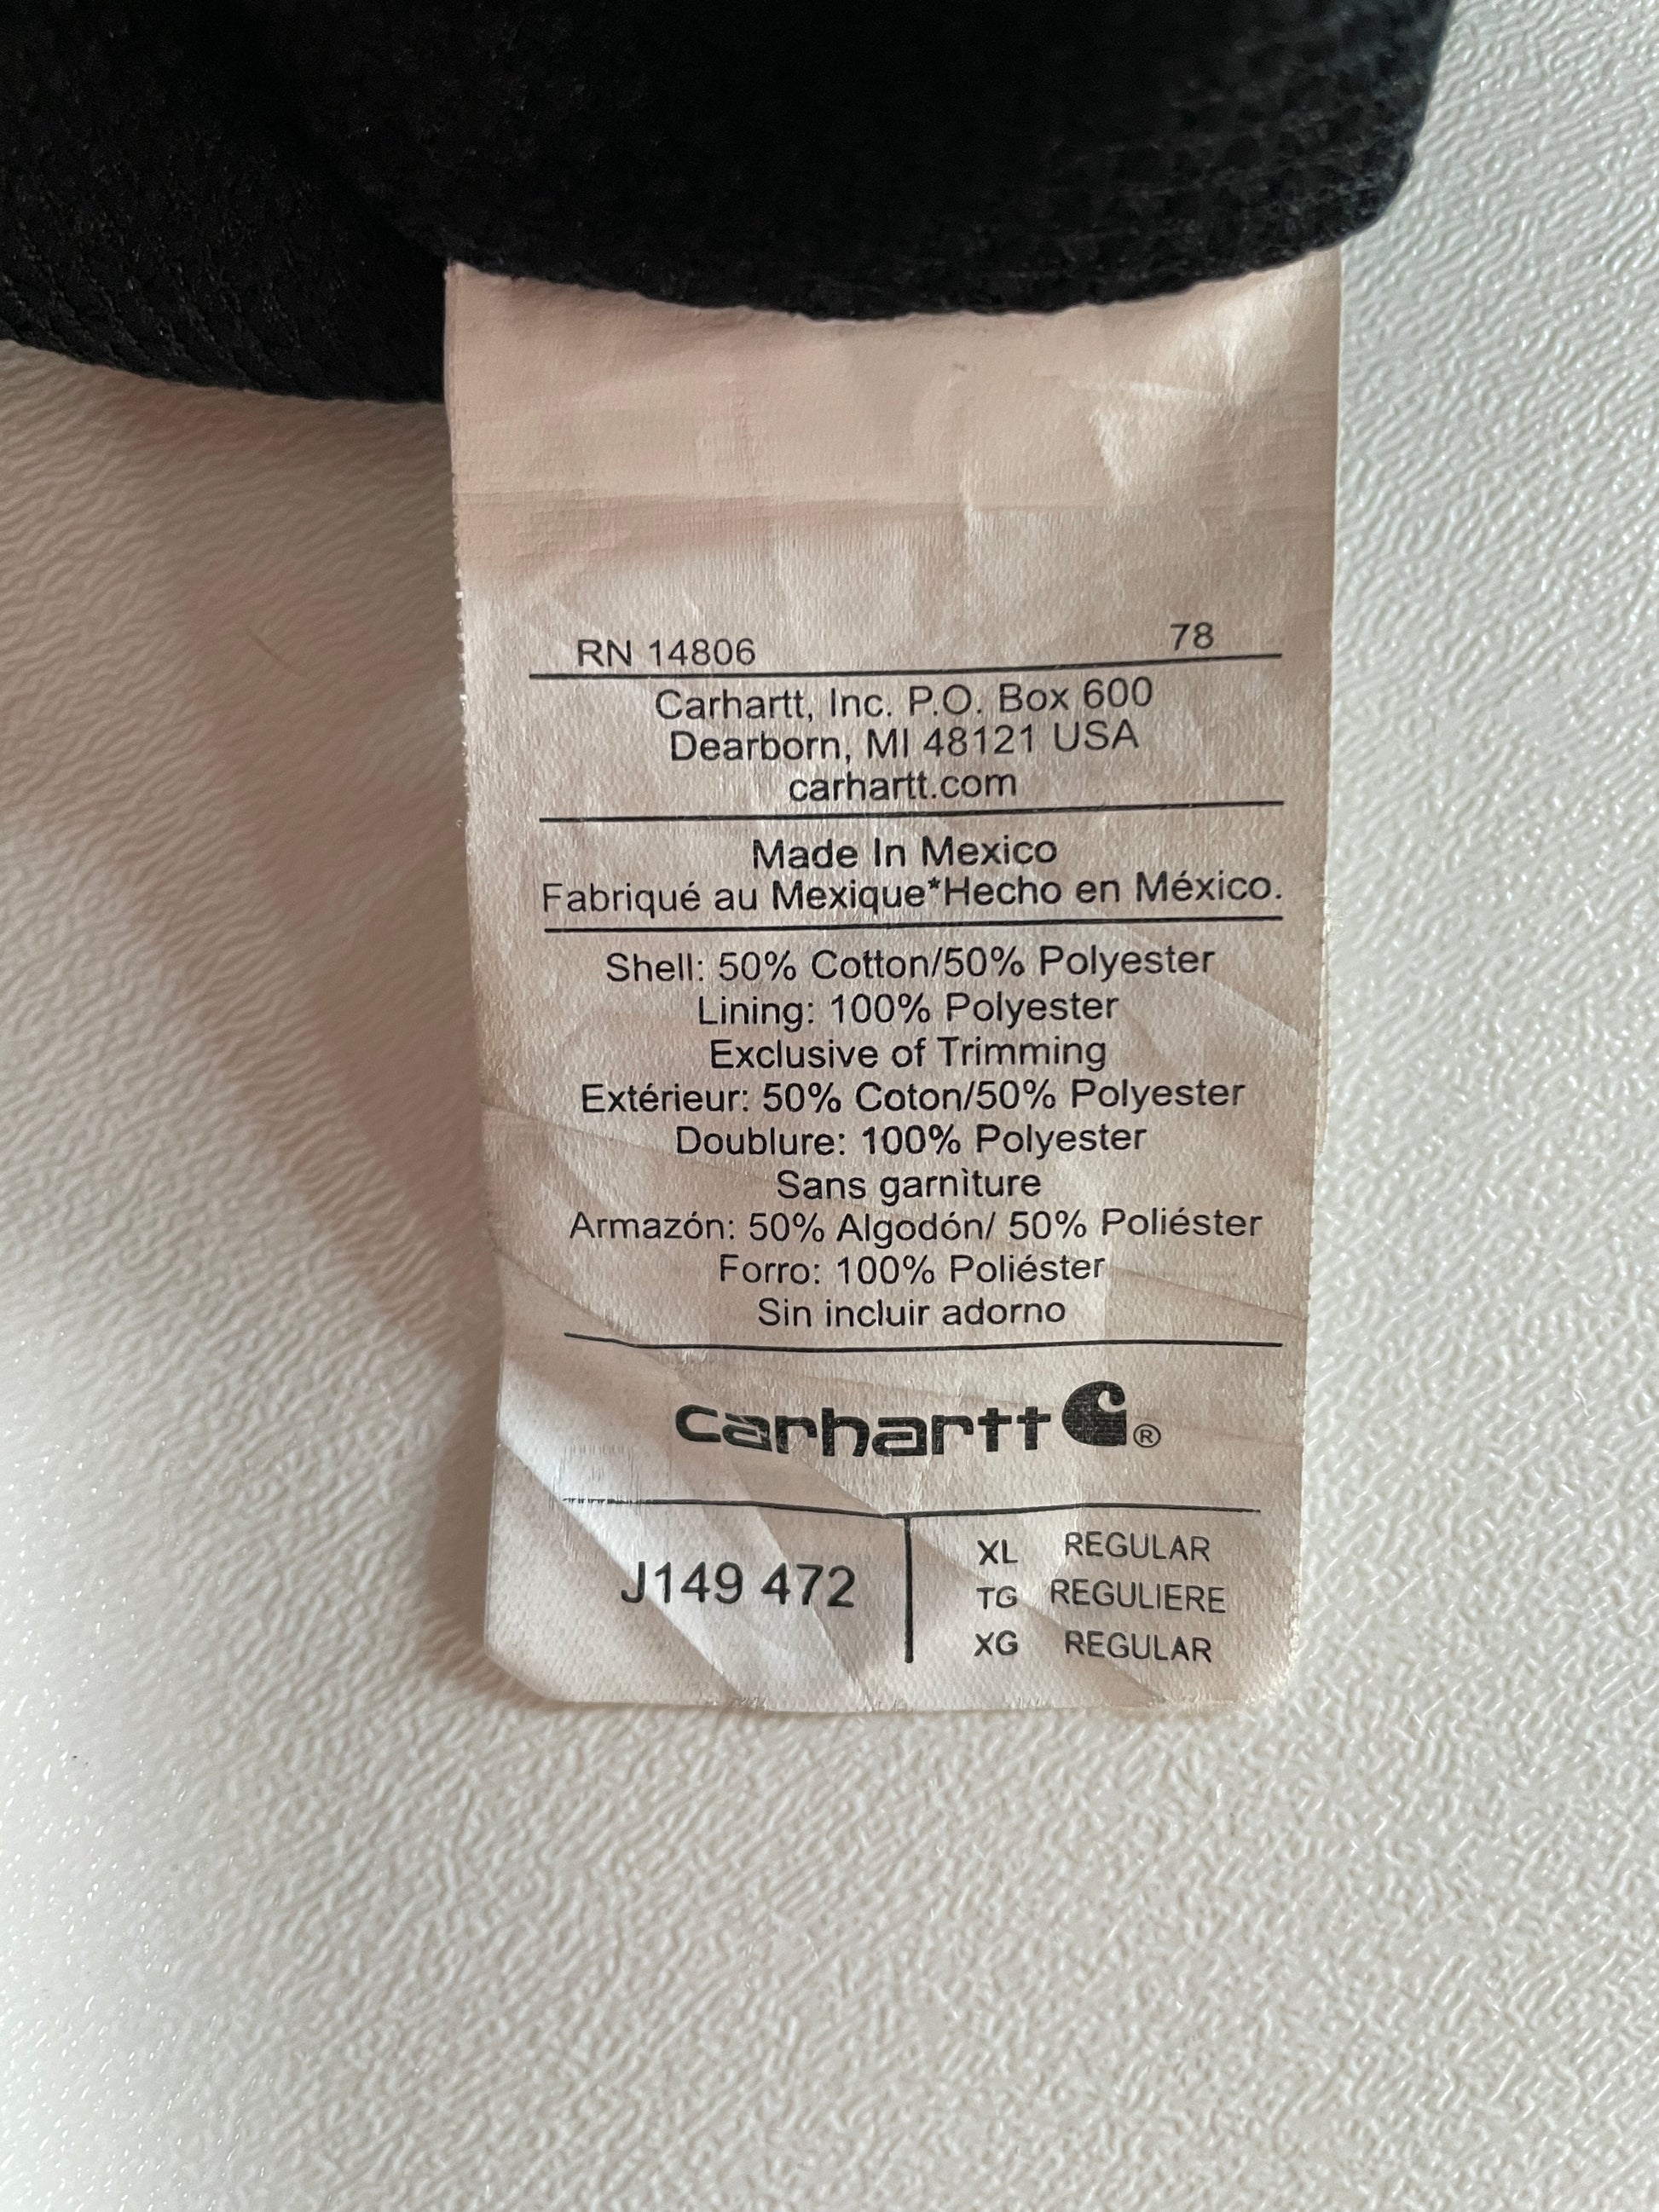 RN 14806 78
Carhartt, Inc. P.O. Box 600
Dearborn, MI 48121 USA
carhartt.com
Made In Mexico
Fabriqué au Mexique*Hecho en México.
Shell: 50% Cotton/50% Polyester
Lining: 100% Polyester
Exclusive of Trimming
Extérieur: 50% Coton/50% Polyester
Doublure: 100% Polyester
Sans garniture
Armazón: 50% Algodón/ 50% Poliéster
Forro: 100% Poliéster
Sin incluir adorno
carhartt ®
J149 472
XL REGULAR
TG REGULIERE
XG REGULAR